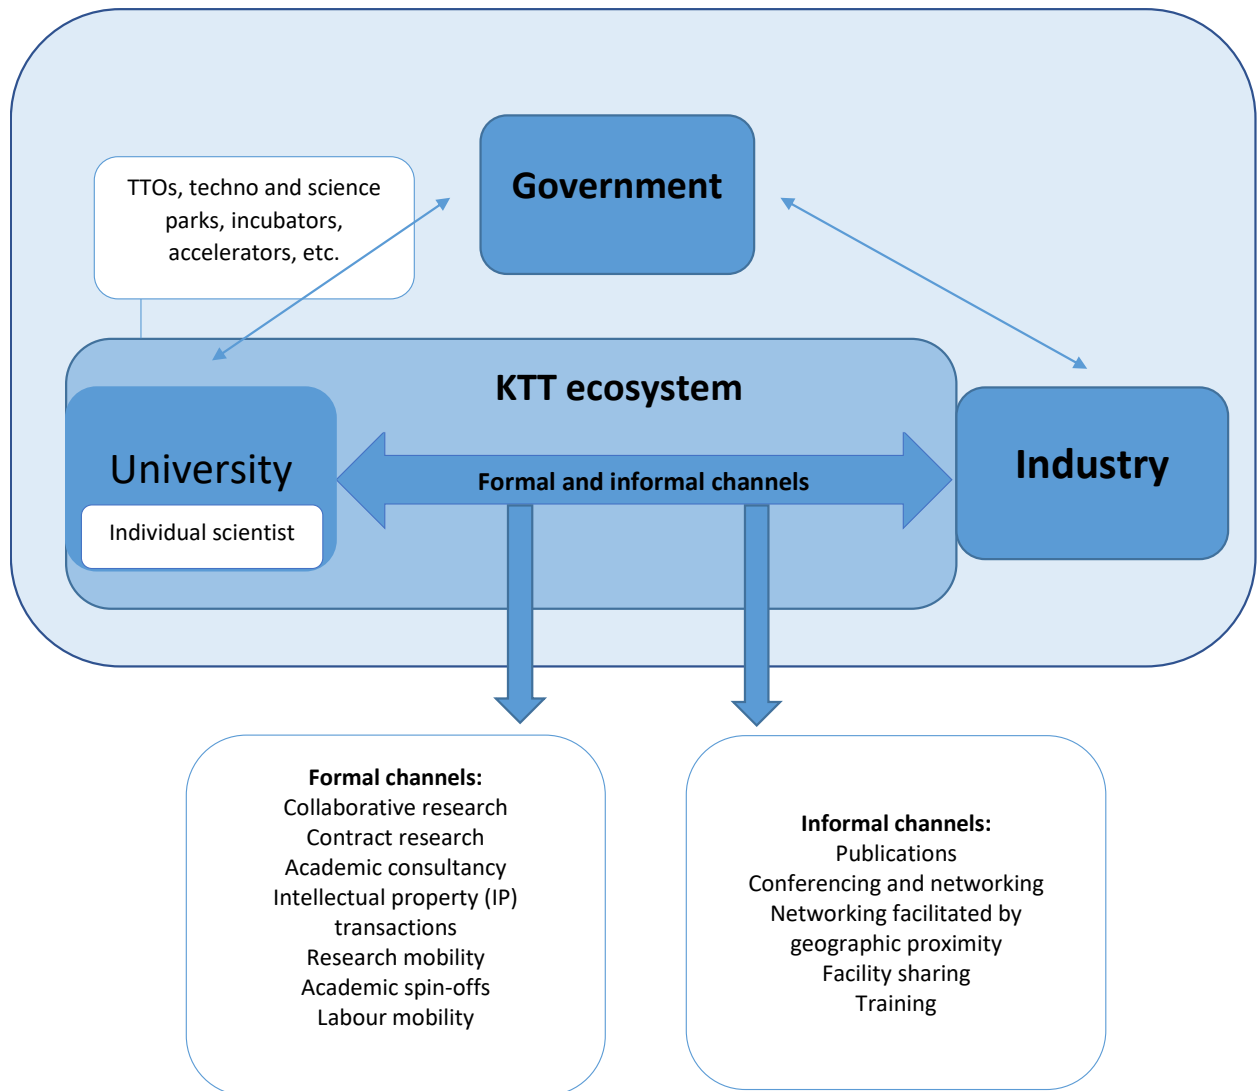 Government
TTOs, techno and science
parks, incubators,
accelerators, etc.
KTT ecosystem
University
Individual scientist
Formal and informal channels
Industry
Formal channels:
Collaborative research
Contract research
Academic consultancy
Intellectual property (IP)
transactions
Research mobility
Academic spin-offs
Labour mobility
Informal channels:
Publications
Conferencing and networking
Networking facilitated by
geographic proximity
Facility sharing
Training